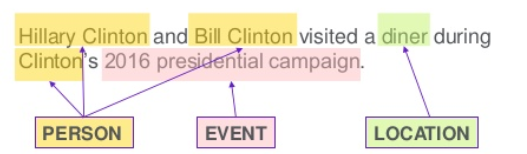 Hillary Clinton and Bill Clinton visited a diner during
Clinton's 2016 presidential campaign.
PERSON EVENT LOCATION